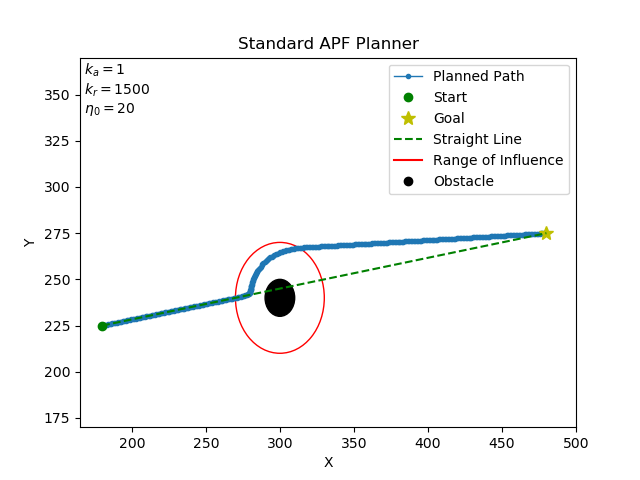 Standard APF Planner
k_a = 1
k_r = 1500
η_0 = 20
Planned Path
Start
Goal
Straight Line
Range of Influence
Obstacle
Y
350
325
300
275
250
225
200
175
200
250
300
350
400
450
500
X